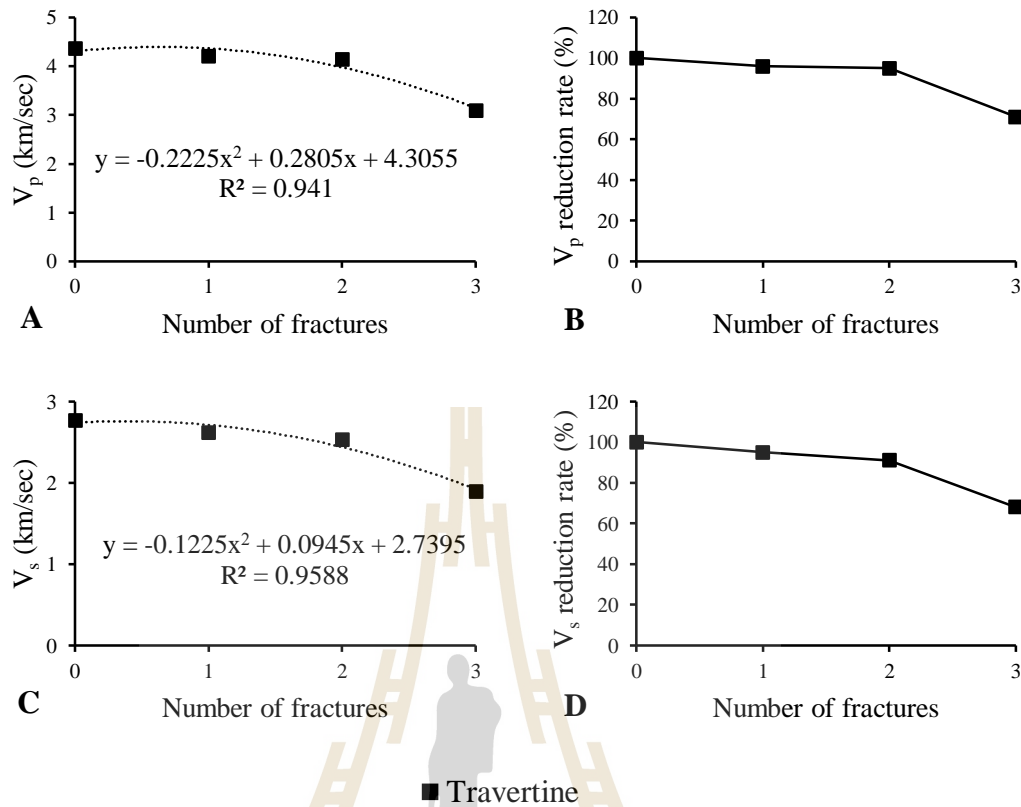 V_p (km/sec)
5
4
3
2
1
0
y = -0.2225x² + 0.2805x + 4.3055
R² = 0.941
0 1 2 3
Number of fractures
A
V_p reduction rate (%)
120
100
80
60
40
20
0
0 1 2 3
Number of fractures
B
V_s (km/sec)
3
2
1
0
y = -0.1225x² + 0.0945x + 2.7395
R² = 0.9588
0 1 2 3
Number of fractures
C
V_s reduction rate (%)
120
100
80
60
40
20
0
0 1 2 3
Number of fractures
D
Travertine